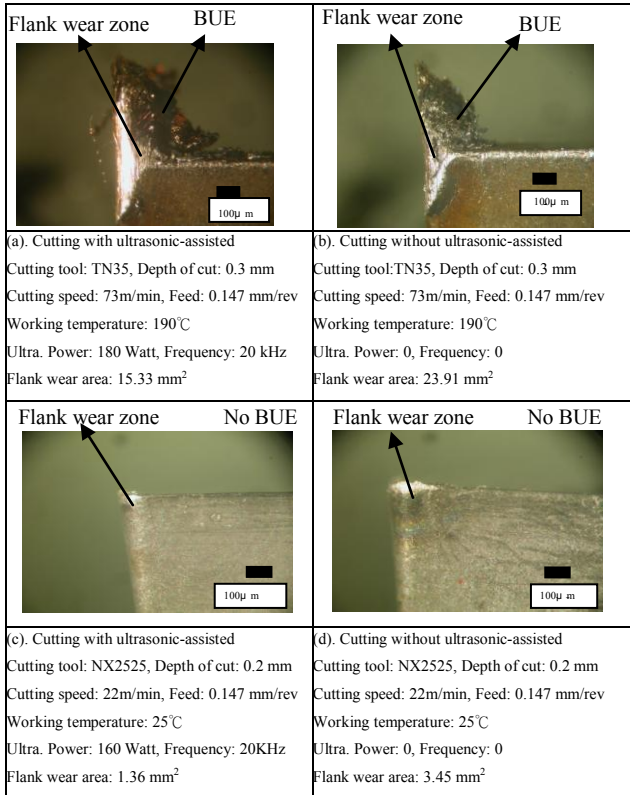 Flank wear zone
BUE
100µ m
Flank wear zone
BUE
100µ m
(a). Cutting with ultrasonic-assisted
Cutting tool: TN35, Depth of cut: 0.3 mm
Cutting speed: 73m/min, Feed: 0.147 mm/rev
Working temperature: 190℃
Ultra. Power: 180 Watt, Frequency: 20 kHz
Flank wear area: 15.33 mm²
(b). Cutting without ultrasonic-assisted
Cutting tool:TN35, Depth of cut: 0.3 mm
Cutting speed: 73m/min, Feed: 0.147 mm/rev
Working temperature: 190℃
Ultra. Power: 0, Frequency: 0
Flank wear area: 23.91 mm²
Flank wear zone No BUE
100µ m
Flank wear zone No BUE
100µ m
(c). Cutting with ultrasonic-assisted
Cutting tool: NX2525, Depth of cut: 0.2 mm
Cutting speed: 22m/min, Feed: 0.147 mm/rev
Working temperature: 25℃
Ultra. Power: 160 Watt, Frequency: 20KHz
Flank wear area: 1.36 mm²
(d). Cutting without ultrasonic-assisted
Cutting tool: NX2525, Depth of cut: 0.2 mm
Cutting speed: 22m/min, Feed: 0.147 mm/rev
Working temperature: 25℃
Ultra. Power: 0, Frequency: 0
Flank wear area: 3.45 mm²